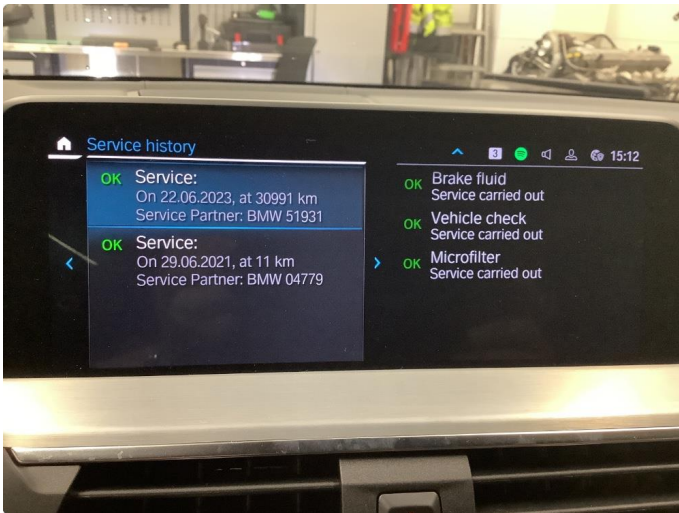 Service history
3
15:12
OK Service:
On 22.06.2023, at 30991 km
Service Partner: BMW 51931
OK Service:
On 29.06.2021, at 11 km
Service Partner: BMW 04779
OK Brake fluid
Service carried out
OK Vehicle check
Service carried out
OK Microfilter
Service carried out